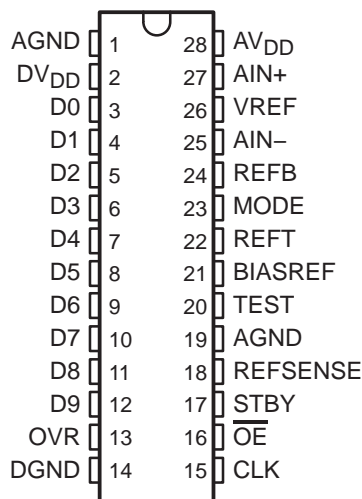 AGND 1 28 AVDD
DVDD 2 27 AIN+
D0 3 26 VREF
D1 4 25 AIN–
D2 5 24 REFB
D3 6 23 MODE
D4 7 22 REFT
D5 8 21 BIASREF
D6 9 20 TEST
D7 10 19 AGND
D8 11 18 REFSENSE
D9 12 17 STBY
OVR 13 16 O̅E̅
DGND 14 15 CLK